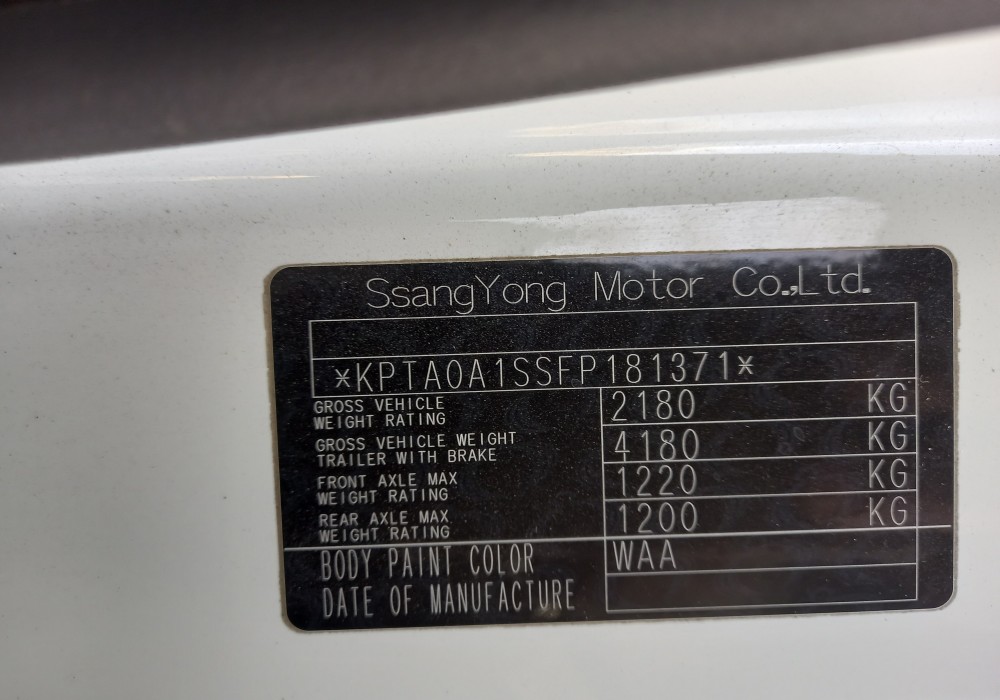 SsangYong Motor Co.,Ltd.
*KPTA0A1SSFP181371*
GROSS VEHICLE
WEIGHT RATING
2180 KG
GROSS VEHICLE WEIGHT
TRAILER WITH BRAKE
4180 KG
FRONT AXLE MAX
WEIGHT RATING
1220 KG
REAR AXLE MAX
WEIGHT RATING
1200 KG
BODY PAINT COLOR WAA
DATE OF MANUFACTURE